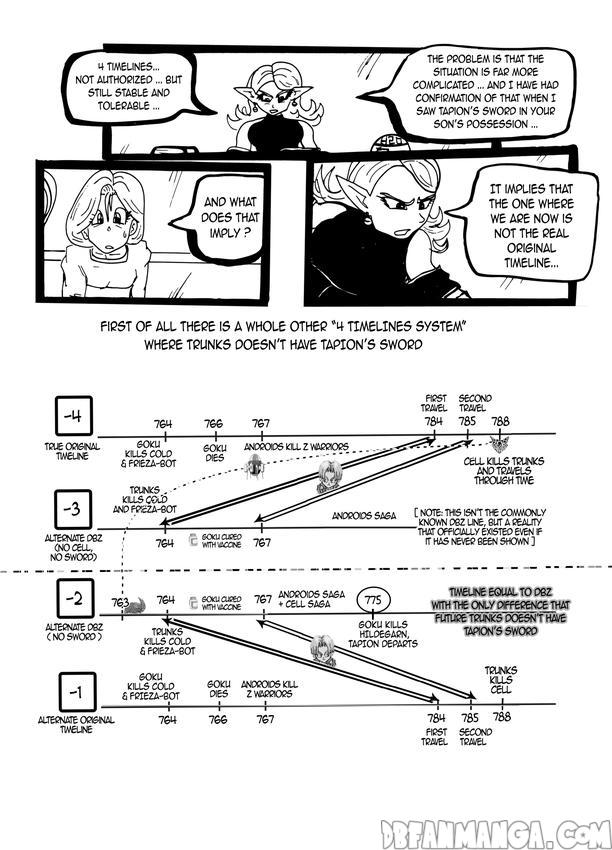 4 TIMELINES...
NOT AUTHORIZED ... BUT
STILL STABLE AND
TOLERABLE ...
THE PROBLEM IS THAT THE
SITUATION IS FAR MORE
COMPLICATED ... AND I HAVE HAD
CONFIRMATION OF THAT WHEN I
SAW TAPION'S SWORD IN YOUR
SON'S POSSESSION ...
AND WHAT
DOES THAT
IMPLY ?
IT IMPLIES THAT
THE ONE WHERE
WE ARE NOW IS
NOT THE REAL
ORIGINAL
TIMELINE...
FIRST OF ALL THERE IS A WHOLE OTHER "4 TIMELINES SYSTEM"
WHERE TRUNKS DOESN'T HAVE TAPION'S SWORD
FIRST
TRAVEL
SECOND
TRAVEL
-4
764
766
767
784
785
788
TRUE ORIGINAL
TIMELINE
GOKU
KILLS COLD
& FRIEZA-BOT
GOKU
DIES
ANDROIDS KILL Z WARRIORS
CELL KILLS TRUNKS
AND TRAVELS
THROUGH TIME
-3
TRUNKS
KILLS COLD
AND FRIEZA-BOT
ANDROIDS SAGA
ALTERNATE DBZ
(NO CELL,
NO SWORD)
764
GOKU CURED
WITH VACCINE
767
[ NOTE: THIS ISN'T THE COMMONLY
KNOWN DBZ LINE, BUT A REALITY
THAT OFFICIALLY EXISTED EVEN IF
IT HAS NEVER BEEN SHOWN ]
-2
763
764
GOKU CURED
WITH VACCINE
767
ANDROIDS SAGA
+ CELL SAGA
775
TIMELINE EQUAL TO DBZ
WITH THE ONLY DIFFERENCE THAT
FUTURE TRUNKS DOESN'T HAVE
TAPION'S SWORD
ALTERNATE DBZ
( NO SWORD )
TRUNKS
KILLS COLD
& FRIEZA-BOT
GOKU KILLS
HILDEGARN,
TAPION DEPARTS
-1
GOKU
KILLS COLD
& FRIEZA-BOT
GOKU
DIES
ANDROIDS KILL
Z WARRIORS
TRUNKS
KILLS
CELL
ALTERNATE ORIGINAL
TIMELINE
764
766
767
784
785
788
FIRST
TRAVEL
SECOND
TRAVEL
DBFANMANGA.COM